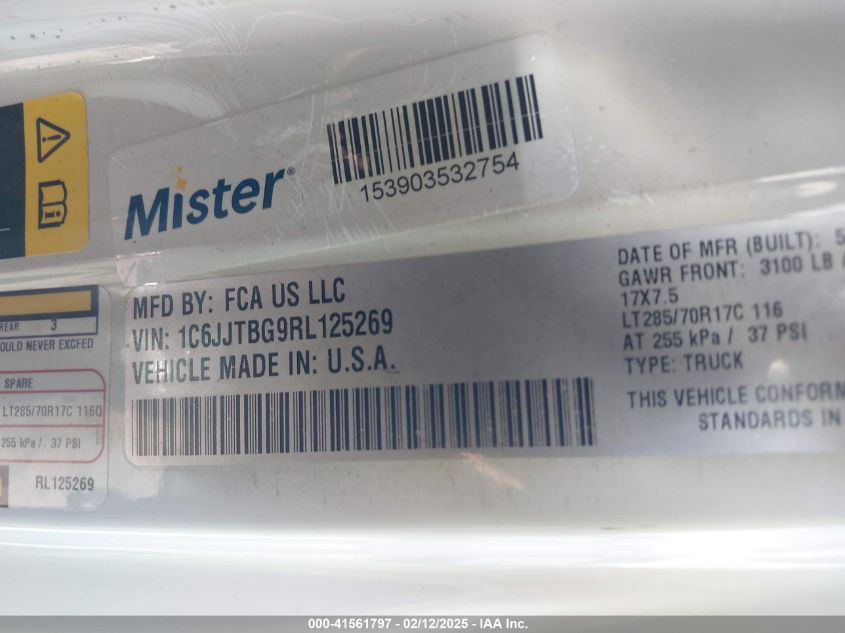 Mister®
153903532754
MFD BY: FCA US LLC
VIN: 1C6JJTBG9RL125269
VEHICLE MADE IN: U.S.A.
DATE OF MFR (BUILT): 5
GAWR FRONT: 3100 LB
17X7.5
LT285/70R17C 116
AT 255 kPa/ 37 PSI
TYPE: TRUCK
THIS VEHICLE CONFORM
STANDARDS IN
REAR 3
OULD NEVER EXCEED
SPARE
LT285/70R17C 116Q
255 kPa/ 37 PSI
RL125269
000-41561797 - 02/12/2025 - IAA Inc.